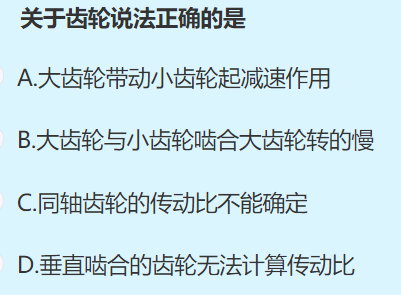 关于齿轮说法正确的是
A.大齿轮带动小齿轮起减速作用
B.大齿轮与小齿轮啮合大齿轮转的慢
C.同轴齿轮的传动比不能确定
D.垂直啮合的齿轮无法计算传动比